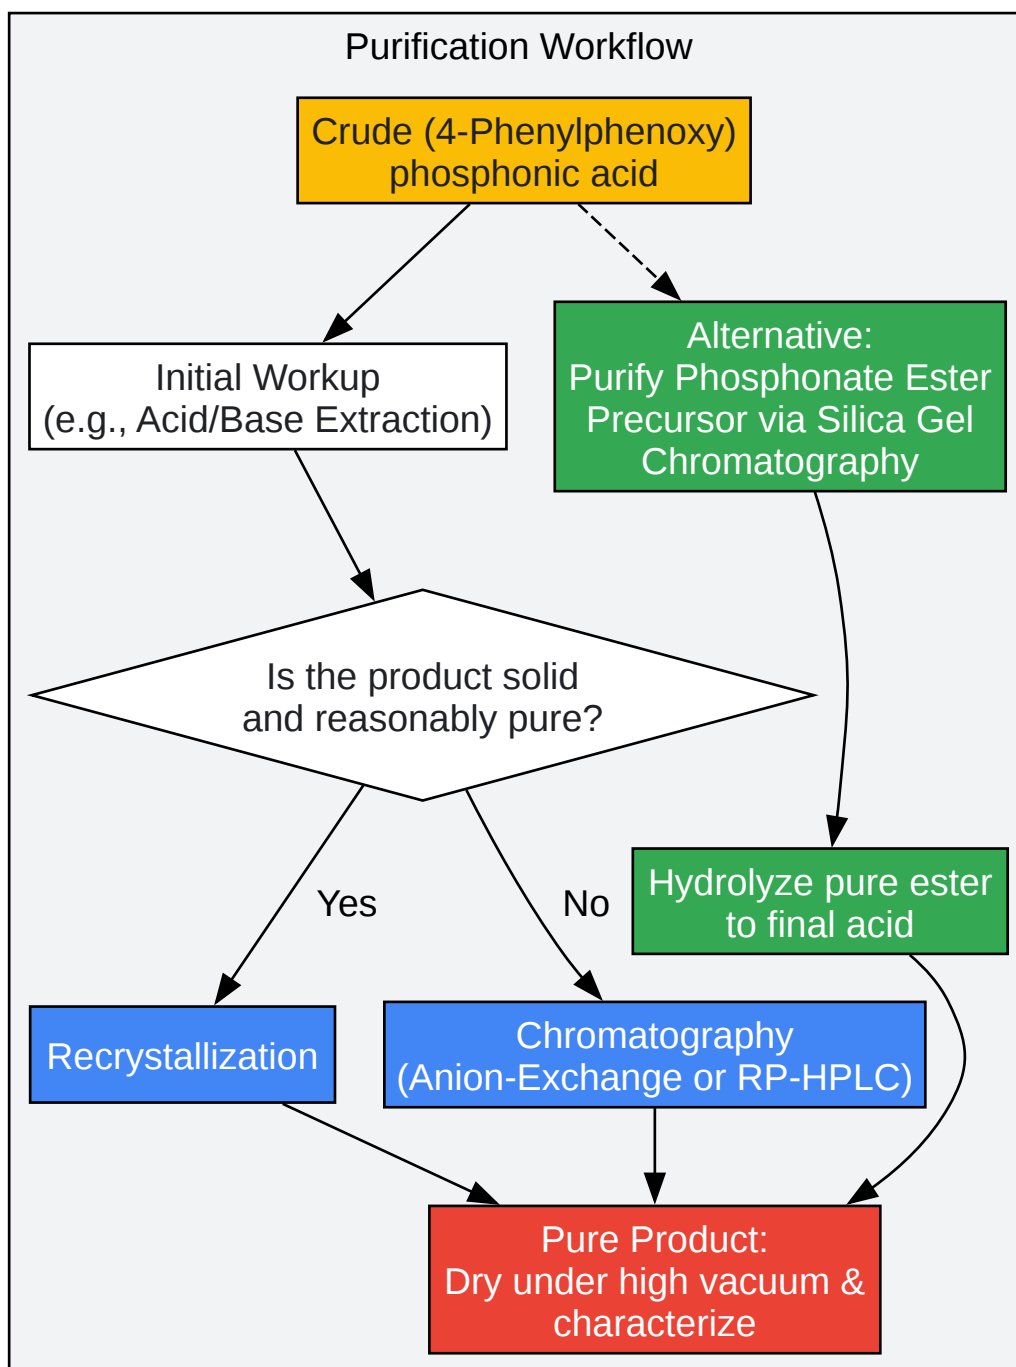 Purification Workflow
Crude (4-Phenylphenoxy)
phosphonic acid
Initial Workup
(e.g., Acid/Base Extraction)
Alternative:
Purify Phosphonate Ester
Precursor via Silica Gel
Chromatography
Is the product solid
and reasonably pure?
Yes
No
Hydrolyze pure ester
to final acid
Recrystallization
Chromatography
(Anion-Exchange or RP-HPLC)
Pure Product:
Dry under high vacuum &
characterize